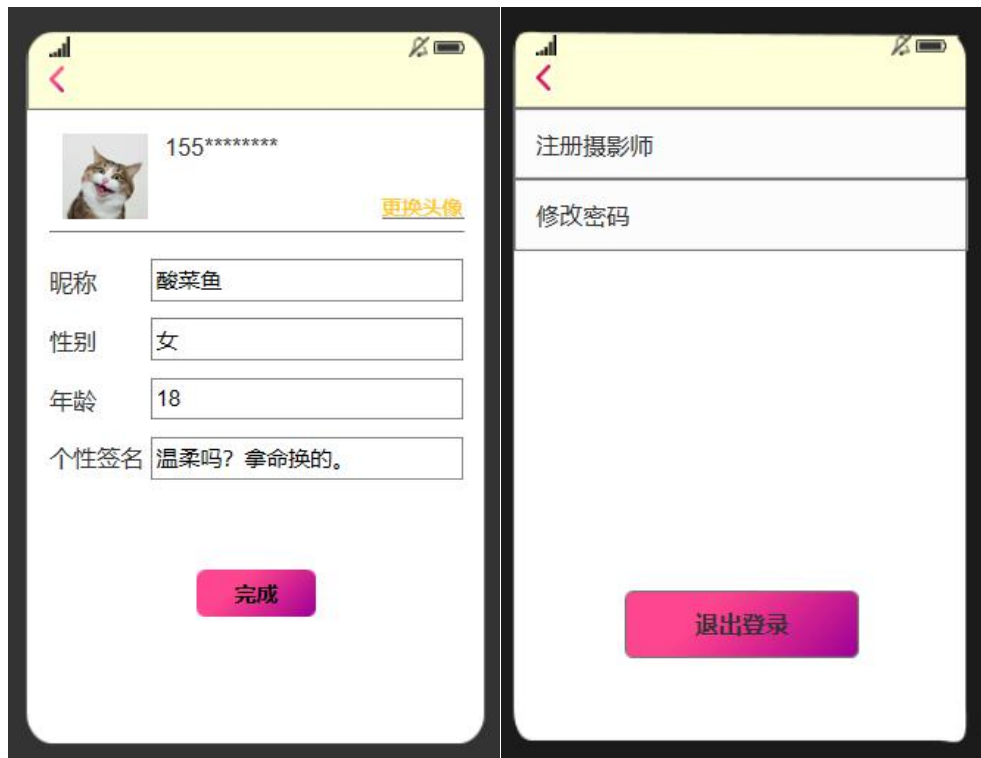 155********
更换头像
昵称 酸菜鱼
性别 女
年龄 18
个性签名 温柔吗？拿命换的。
完成
注册摄影师
修改密码
退出登录